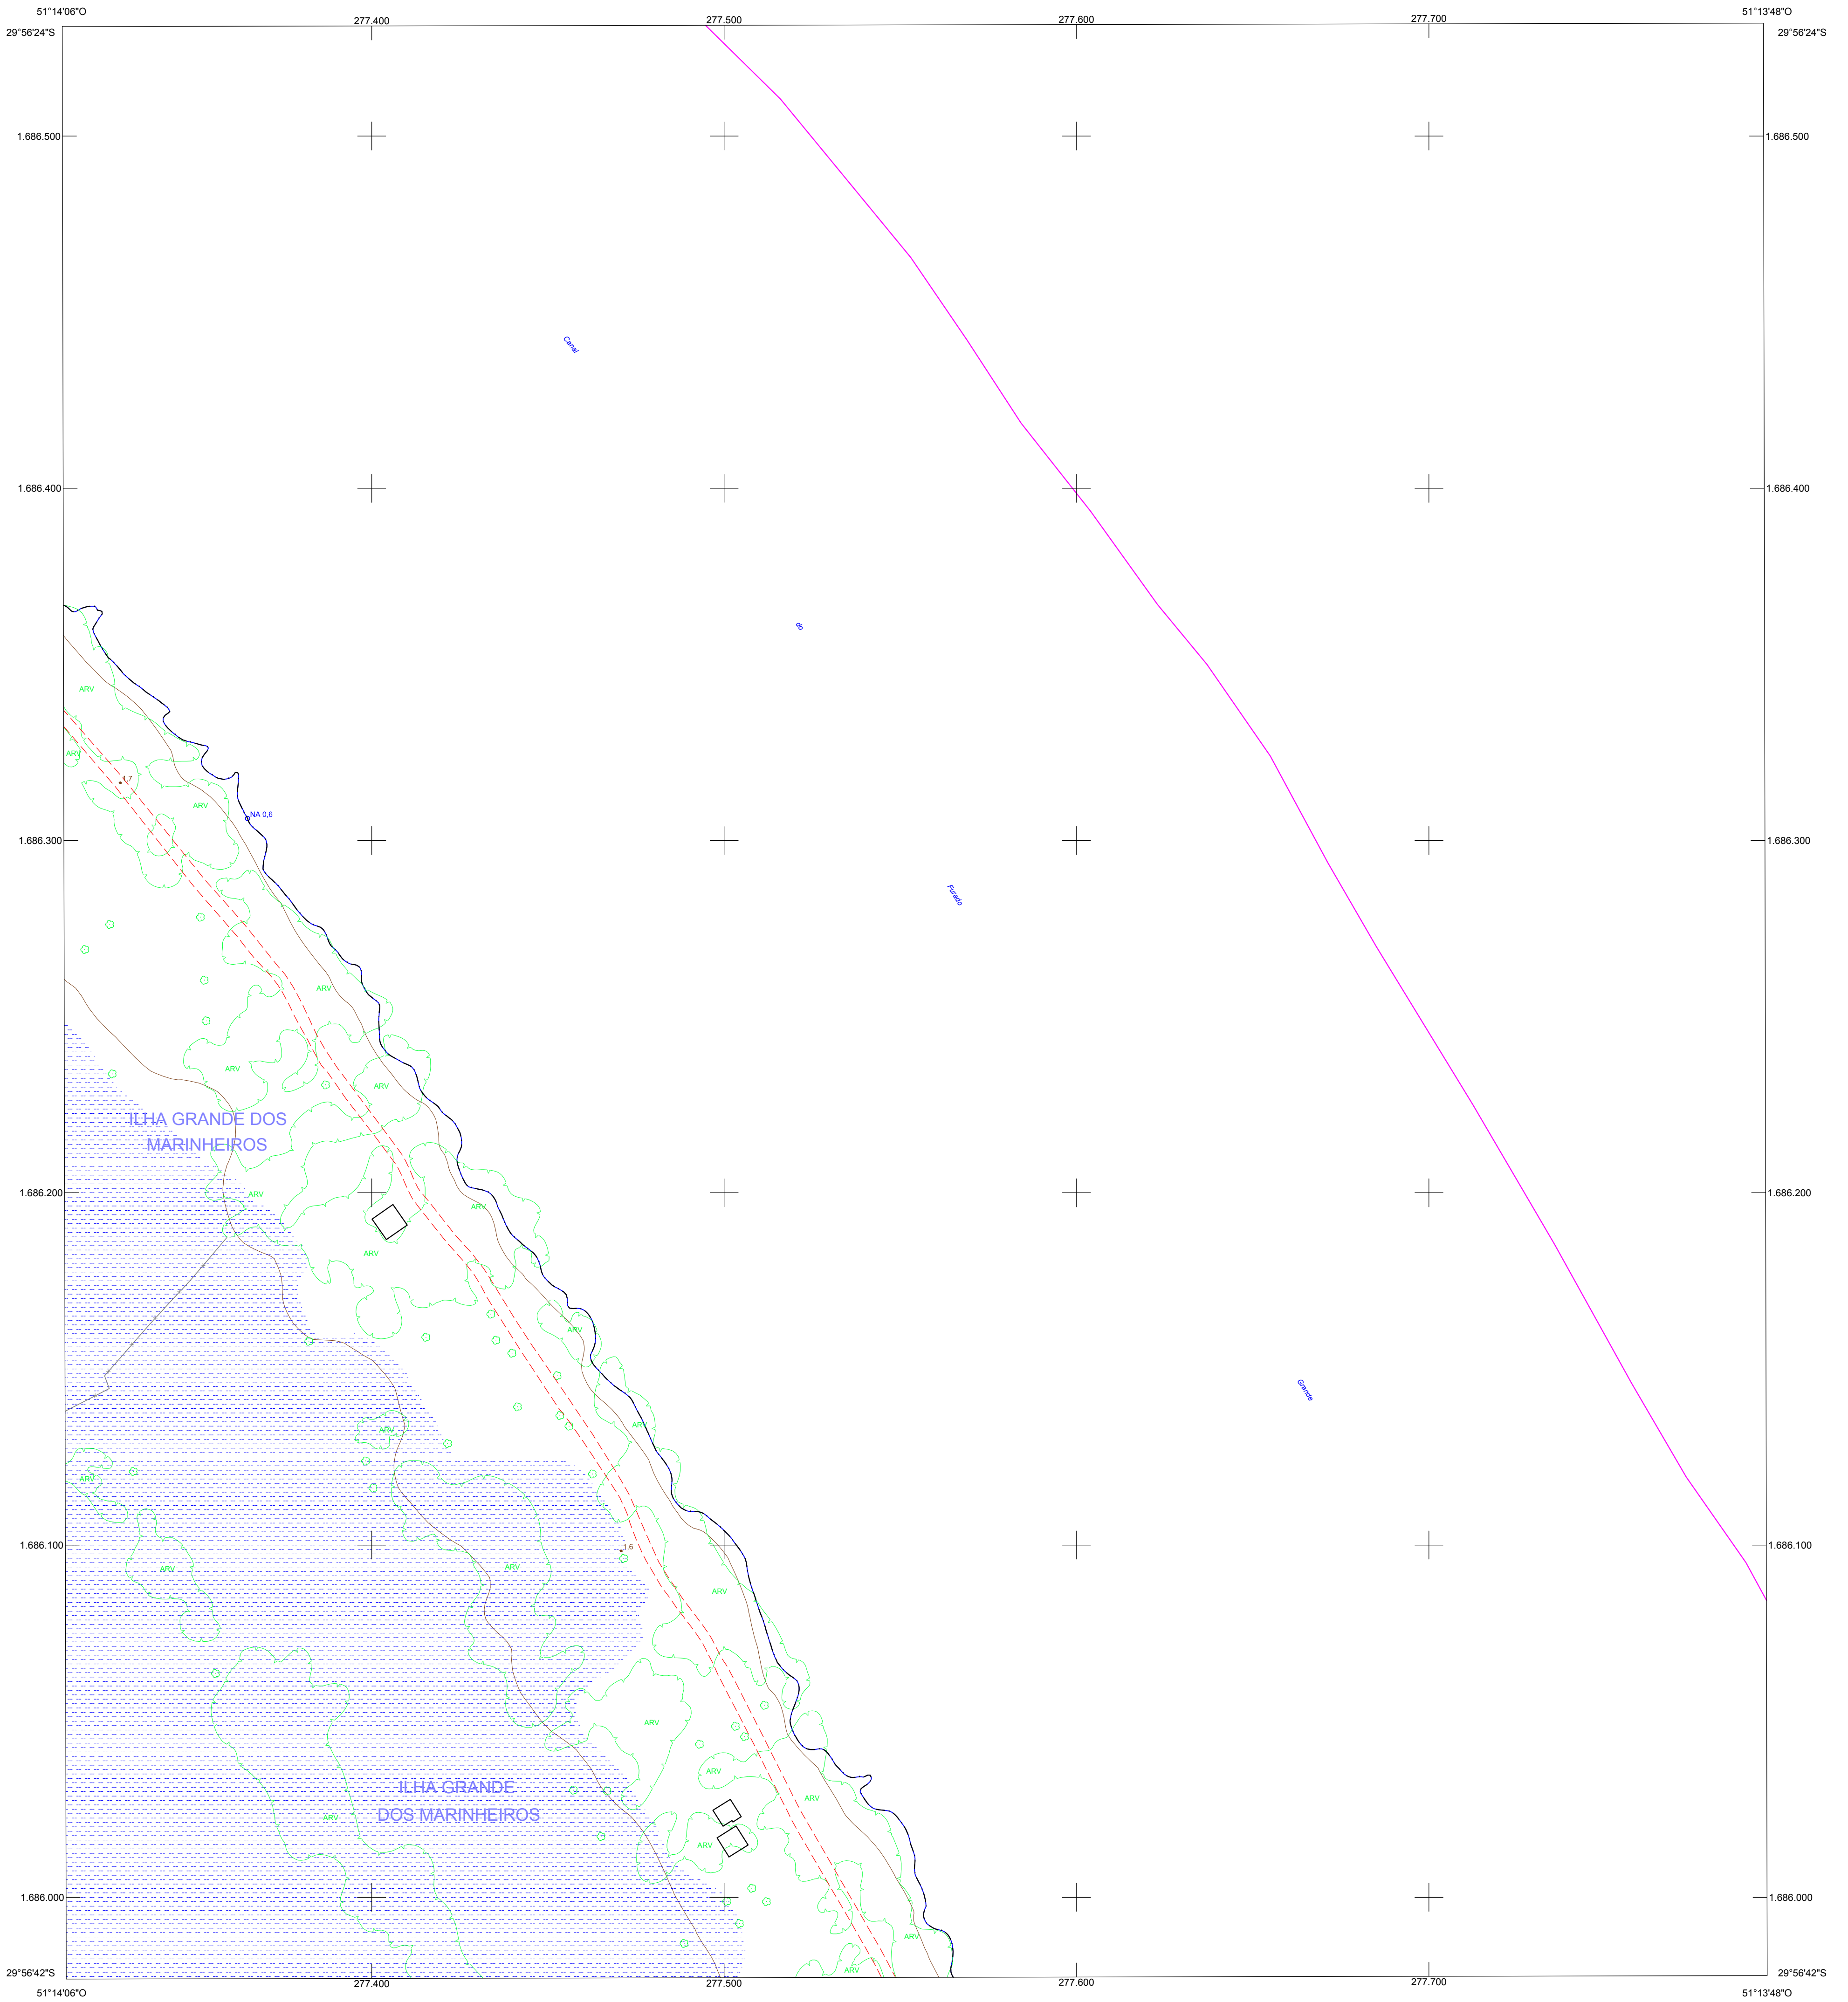 51°14'06"O
277.400
277.500
277.600
277.700
51°13'48"O
29°56'24"S
29°56'24"S
1.686.500
1.686.500
Canal
1.686.400
1.686.400
do
ARV
ARV
1,7
ARV
NA 0,6
1.686.300
1.686.300
Furado
ARV
ARV
ARV
ILHA GRANDE DOS
MARINHEIROS
1.686.200
ARV
1.686.200
ARV
ARV
ARV
Grande
ARV
ARV
ARV
1.686.100
1,6
1.686.100
ARV
ARV
ARV
ARV
ARV
ILHA GRANDE
DOS MARINHEIROS
ARV
ARV
ARV
1.686.000
1.686.000
ARV
ARV
29°56'42"S
29°56'42"S
277.400
277.500
277.600
277.700
51°14'06"O
51°13'48"O